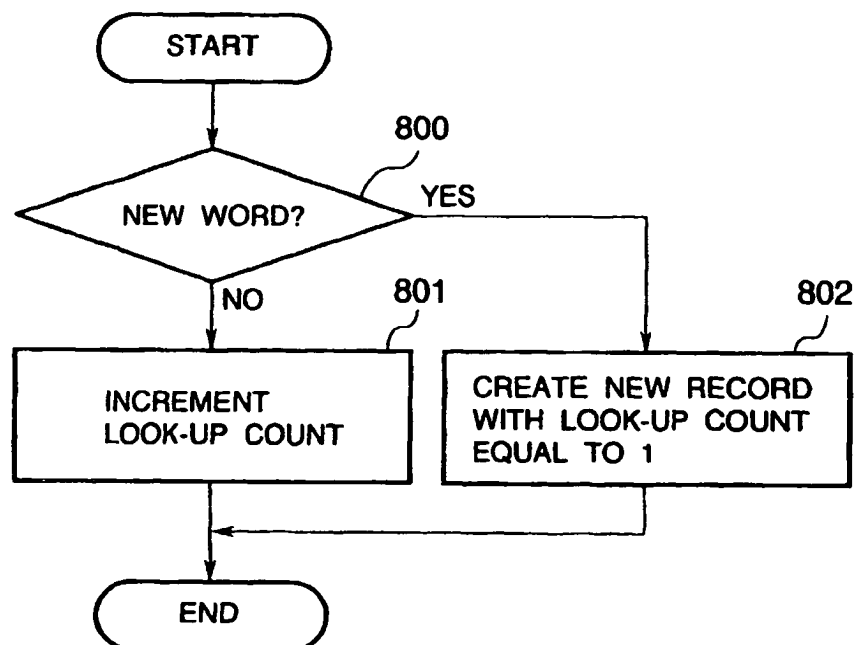 START
800
NEW WORD?
YES
NO
801
802
INCREMENT
LOOK-UP COUNT
CREATE NEW RECORD
WITH LOOK-UP COUNT
EQUAL TO 1
END